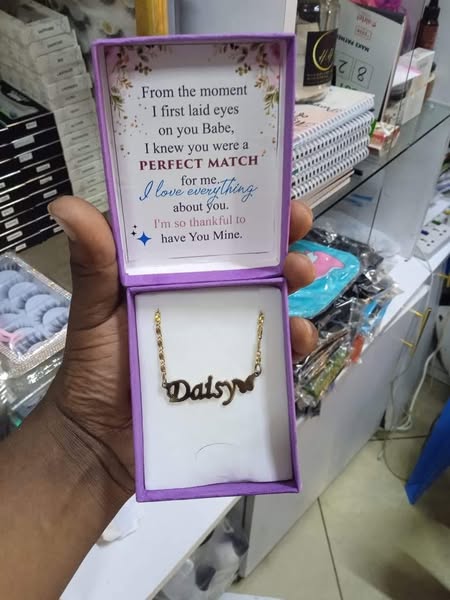 From the moment
I first laid eyes
on you Babe,
I knew you were a
PERFECT MATCH
for me.
I love everything
about you.
I'm so thankful to
have You Mine.
Daisy